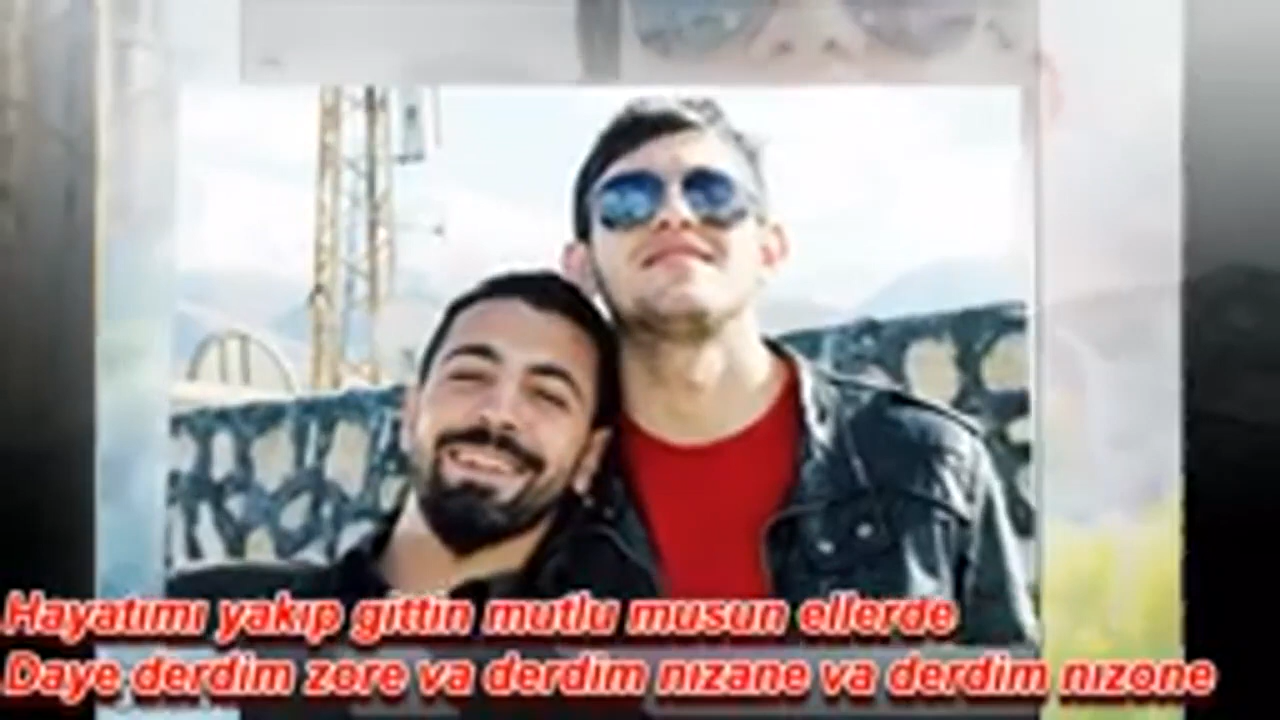 Hayatımı yakıp gittin mutlu musun ellerde
Daye derdim zore va derdim nızane va derdim nızone